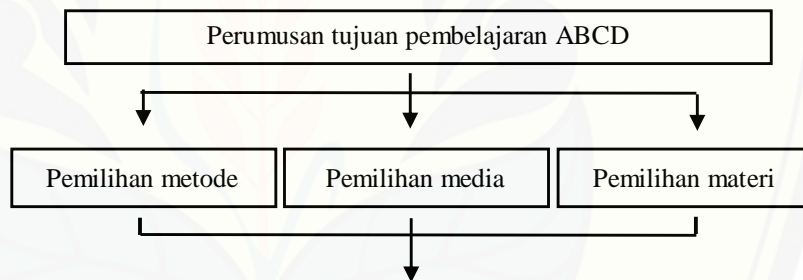 Perumusan tujuan pembelajaran ABCD
Pemilihan metode
Pemilihan media
Pemilihan materi